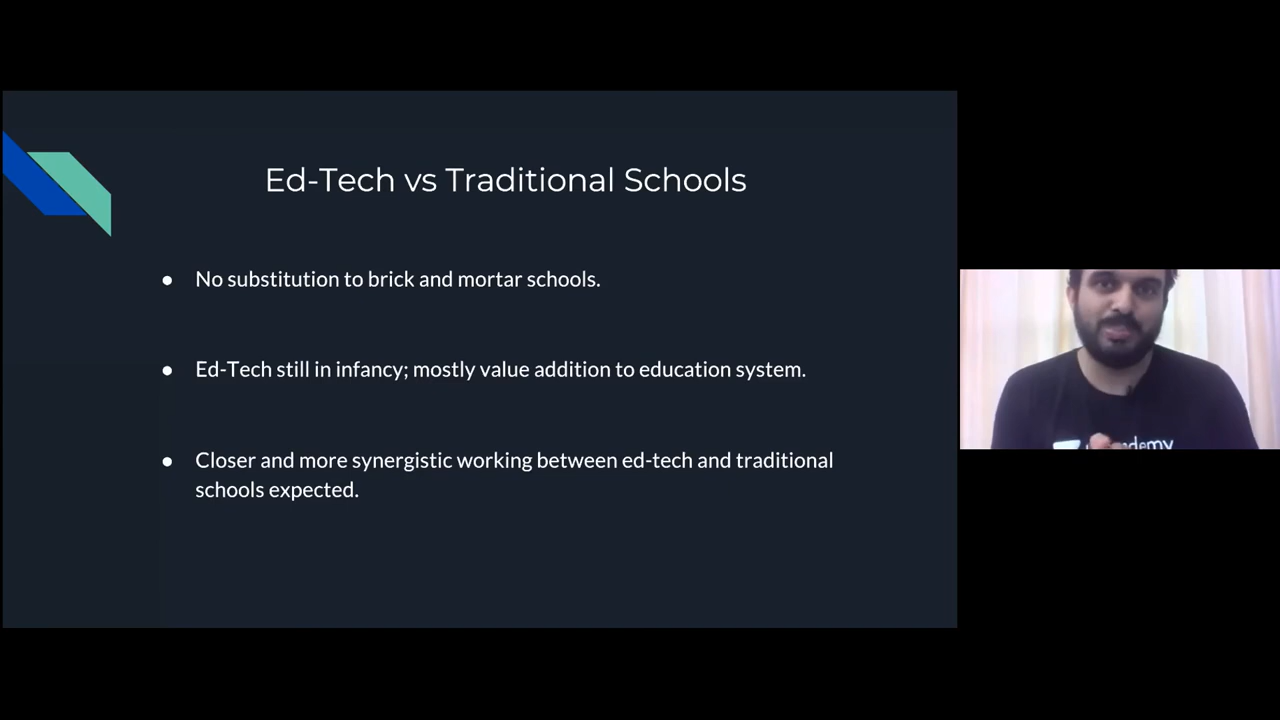 Ed-Tech vs Traditional Schools
● No substitution to brick and mortar schools.
● Ed-Tech still in infancy; mostly value addition to education system.
● Closer and more synergistic working between ed-tech and traditional
schools expected.